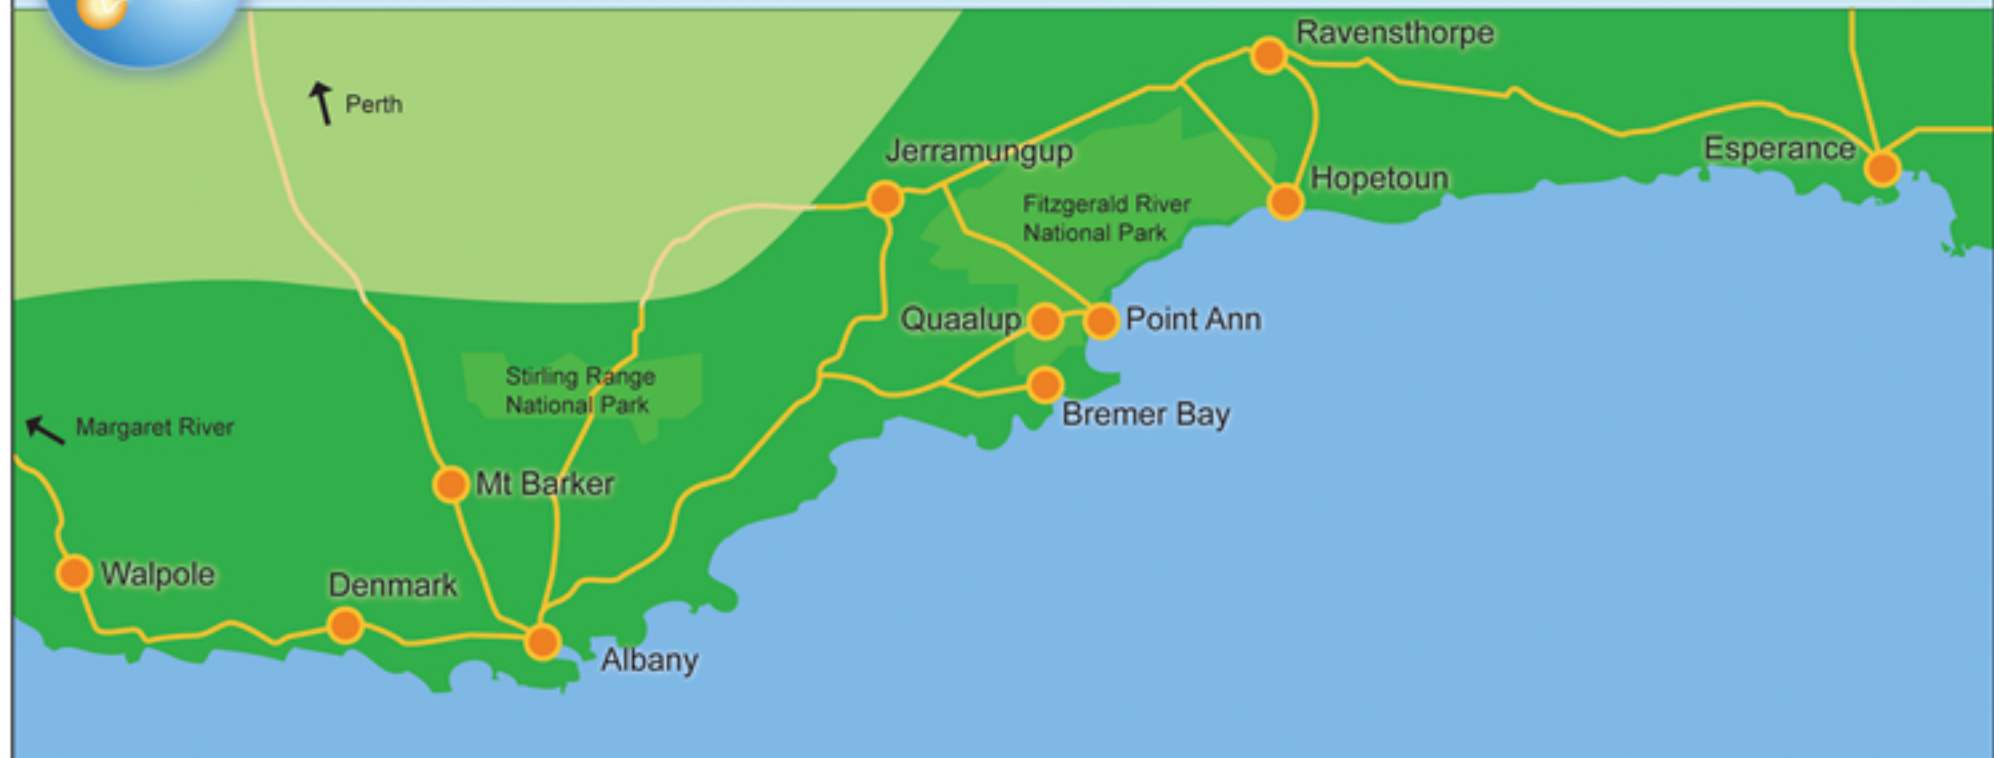 Ravensthorpe
Perth
Jerramungup
Esperance
Hopetoun
Fitzgerald River
National Park
Quaalup
Point Ann
Stirling Range
National Park
Bremer Bay
Margaret River
Mt Barker
Walpole
Denmark
Albany